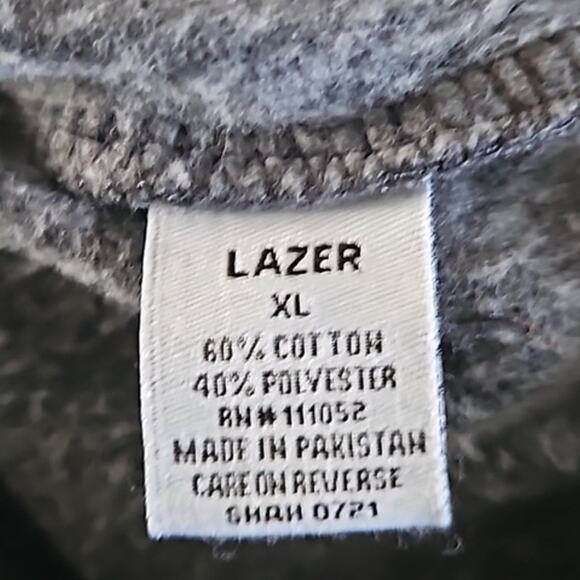 LAZER
XL
60% COTTON
40% POLYESTER
RN# 111052
MADE IN PAKISTAN
CARE ON REVERSE
SHAH 0721